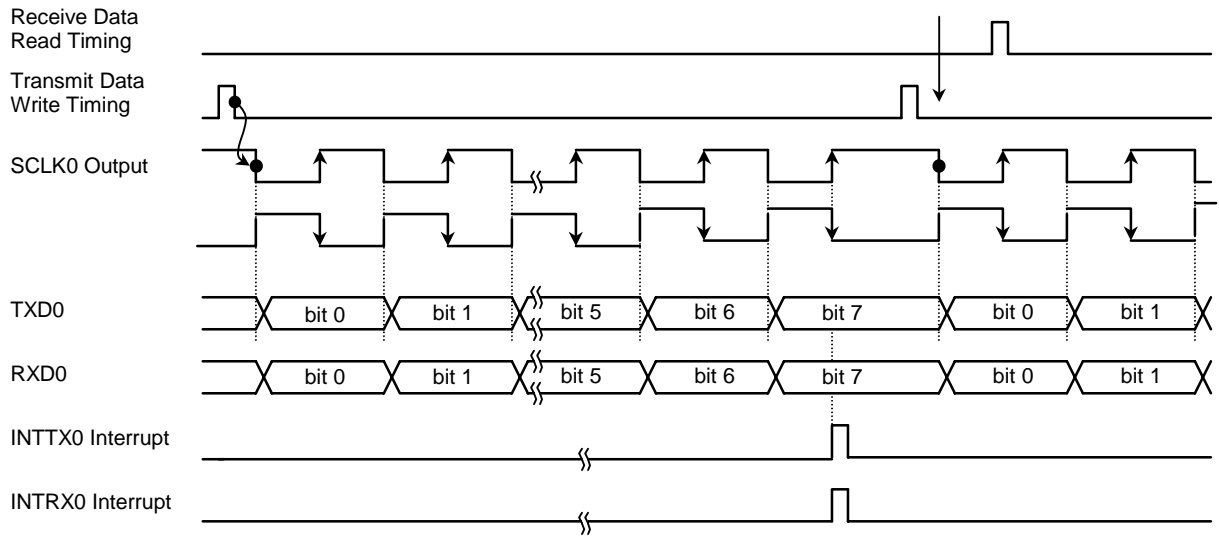 Receive Data
Read Timing
Transmit Data
Write Timing
SCLK0 Output
TXD0
bit 0 bit 1 bit 5 bit 6 bit 7 bit 0 bit 1
RXD0
bit 0 bit 1 bit 5 bit 6 bit 7 bit 0 bit 1
INTTX0 Interrupt
INTRX0 Interrupt